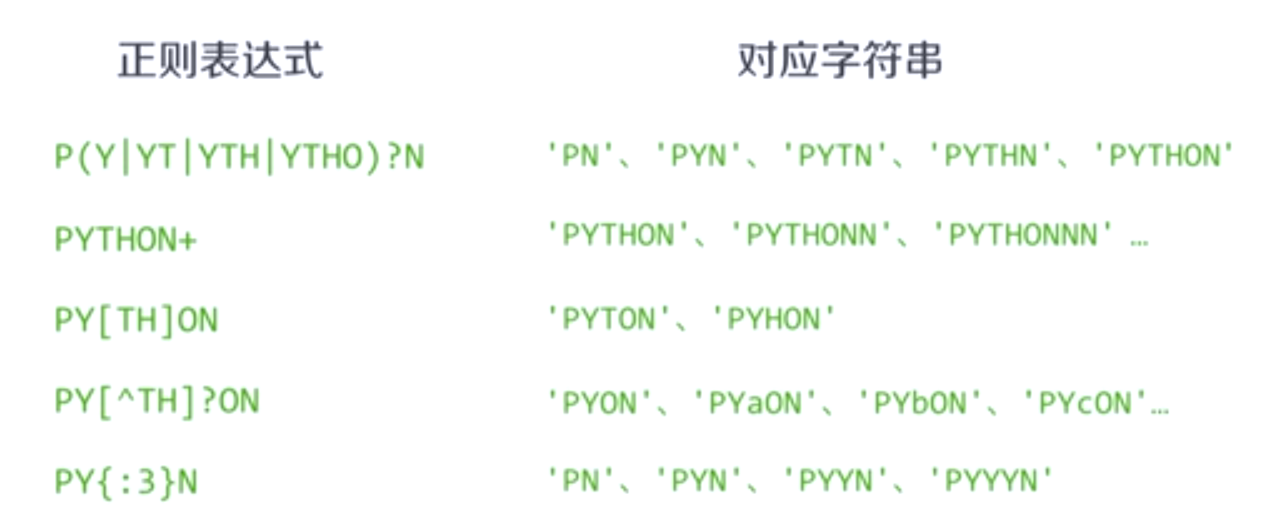 正则表达式 对应字符串
P(Y|YT|YTH|YTHO)?N 'PN'、'PYN'、'PYTN'、'PYTHN'、'PYTHON'
PYTHON+ 'PYTHON'、'PYTHONN'、'PYTHONNN' …
PY[TH]ON 'PYTON'、'PYHON'
PY[^TH]?ON 'PYON'、'PYaON'、'PYbON'、'PYcON'…
PY{:3}N 'PN'、'PYN'、'PYYN'、'PYYYN'